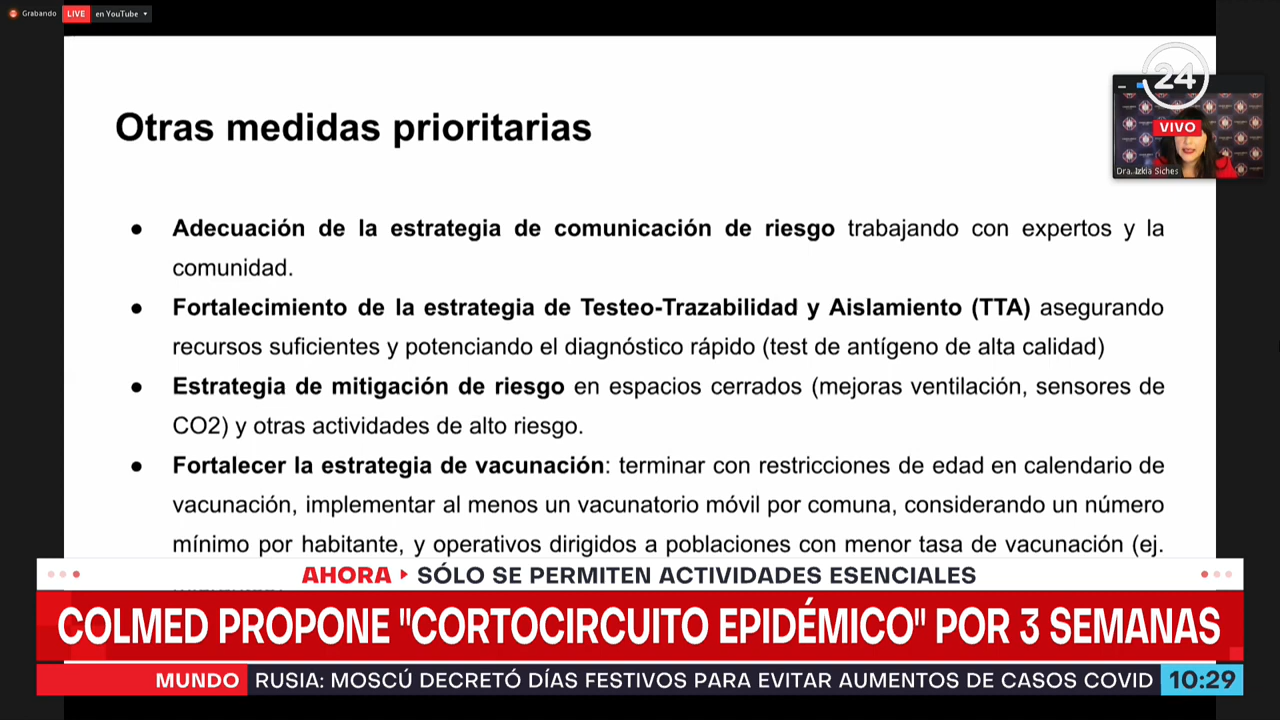 Grabando LIVE en YouTube
24
VIVO
Dra. Izkia Siches
Otras medidas prioritarias
● Adecuación de la estrategia de comunicación de riesgo trabajando con expertos y la
comunidad.
● Fortalecimiento de la estrategia de Testeo-Trazabilidad y Aislamiento (TTA) asegurando
recursos suficientes y potenciando el diagnóstico rápido (test de antígeno de alta calidad)
● Estrategia de mitigación de riesgo en espacios cerrados (mejoras ventilación, sensores de
CO2) y otras actividades de alto riesgo.
● Fortalecer la estrategia de vacunación: terminar con restricciones de edad en calendario de
vacunación, implementar al menos un vacunatorio móvil por comuna, considerando un número
mínimo por habitante, y operativos dirigidos a poblaciones con menor tasa de vacunación (ej.
AHORA SÓLO SE PERMITEN ACTIVIDADES ESENCIALES
COLMED PROPONE "CORTOCIRCUITO EPIDÉMICO" POR 3 SEMANAS
MUNDO RUSIA: MOSCÚ DECRETÓ DÍAS FESTIVOS PARA EVITAR AUMENTOS DE CASOS COVID 10:29